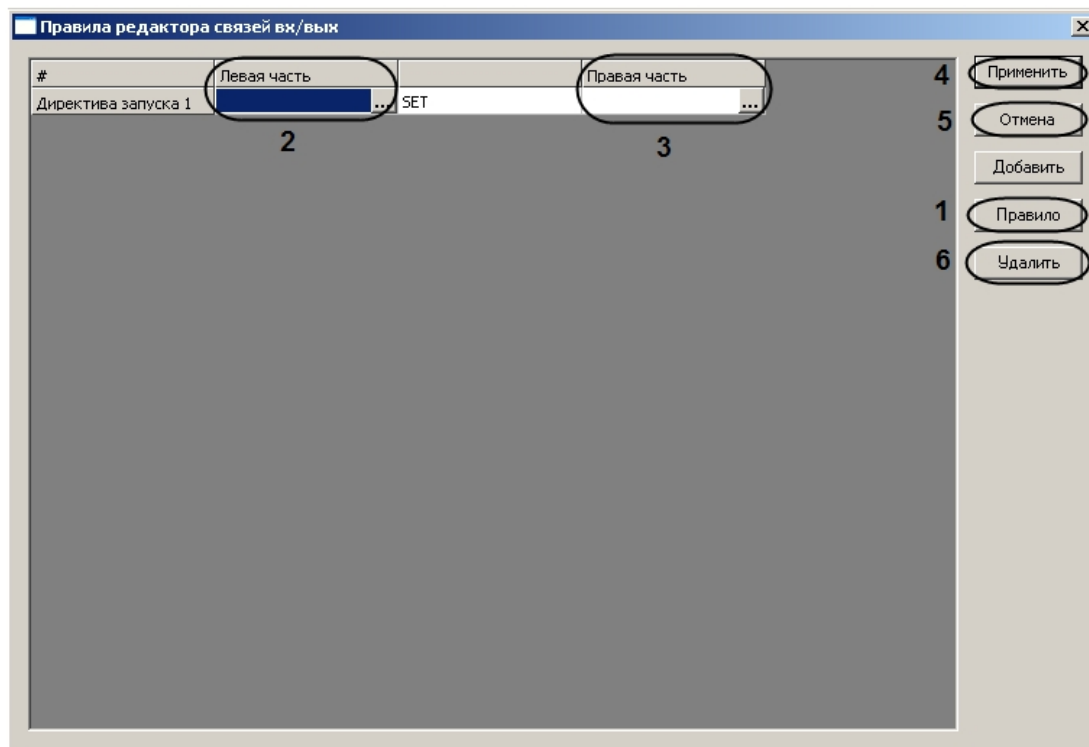 Правила редактора связей вх/вых
# Левая часть Правая часть
Директива запуска 1 ... SET ...
2 3
4 Применить
5 Отмена
Добавить
1 Правило
6 Удалить